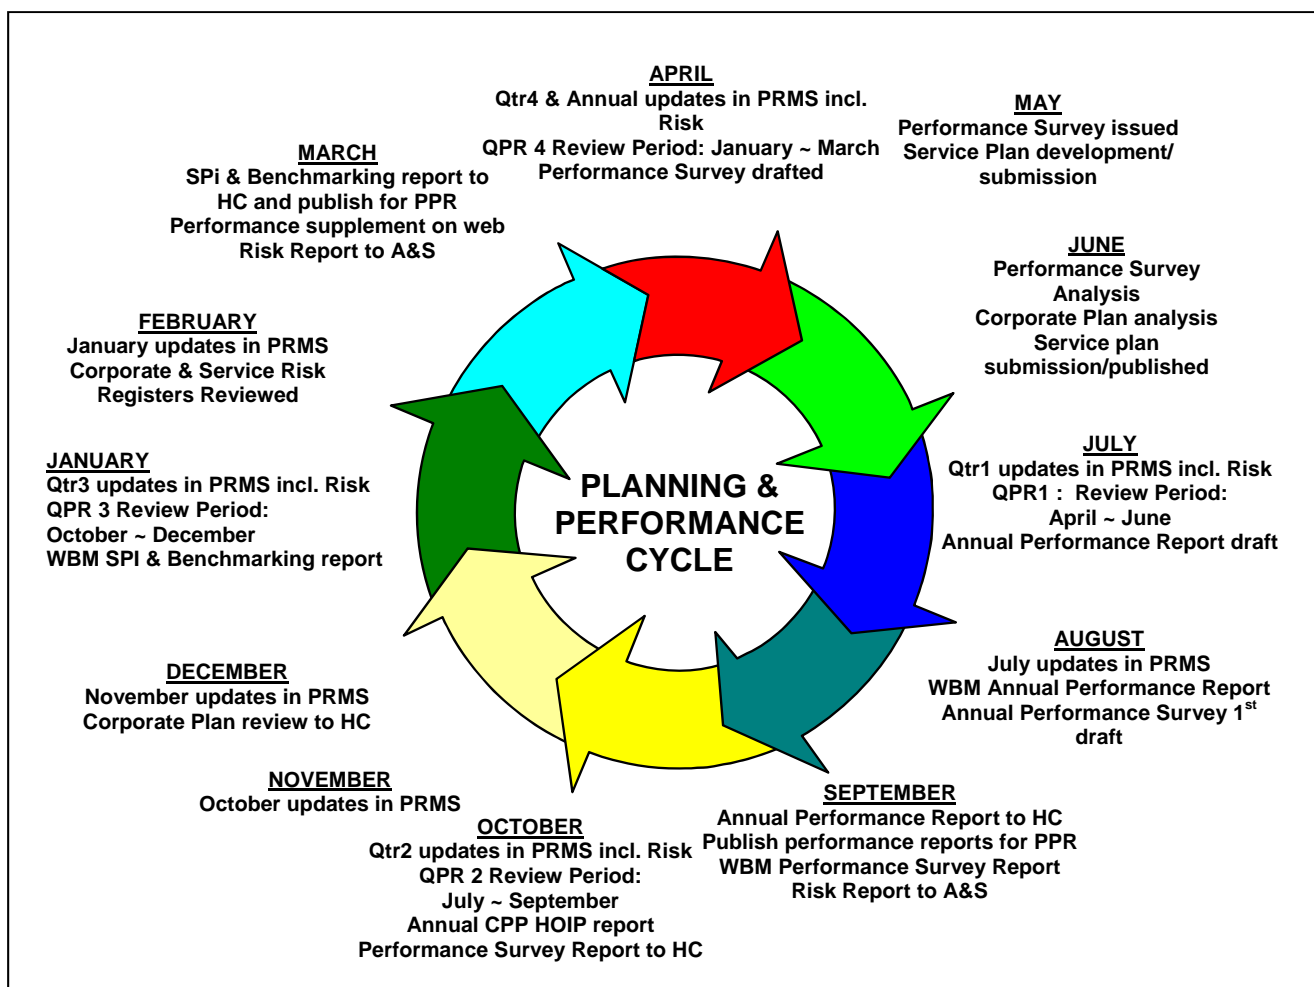 APRIL
Qtr4 & Annual updates in PRMS incl.
Risk
QPR 4 Review Period: January ~ March
Performance Survey drafted
MAY
Performance Survey issued
Service Plan development/
submission
JUNE
Performance Survey
Analysis
Corporate Plan analysis
Service plan
submission/published
JULY
Qtr1 updates in PRMS incl. Risk
QPR1 : Review Period:
April ~ June
Annual Performance Report draft
AUGUST
July updates in PRMS
WBM Annual Performance Report
Annual Performance Survey 1st
draft
SEPTEMBER
Annual Performance Report to HC
Publish performance reports for PPR
WBM Performance Survey Report
Risk Report to A&S
OCTOBER
Qtr2 updates in PRMS incl. Risk
QPR 2 Review Period:
July ~ September
Annual CPP HOIP report
Performance Survey Report to HC
NOVEMBER
October updates in PRMS
DECEMBER
November updates in PRMS
Corporate Plan review to HC
JANUARY
Qtr3 updates in PRMS incl. Risk
QPR 3 Review Period:
October ~ December
WBM SPI & Benchmarking report
FEBRUARY
January updates in PRMS
Corporate & Service Risk
Registers Reviewed
MARCH
SPi & Benchmarking report to
HC and publish for PPR
Performance supplement on web
Risk Report to A&S
PLANNING &
PERFORMANCE
CYCLE